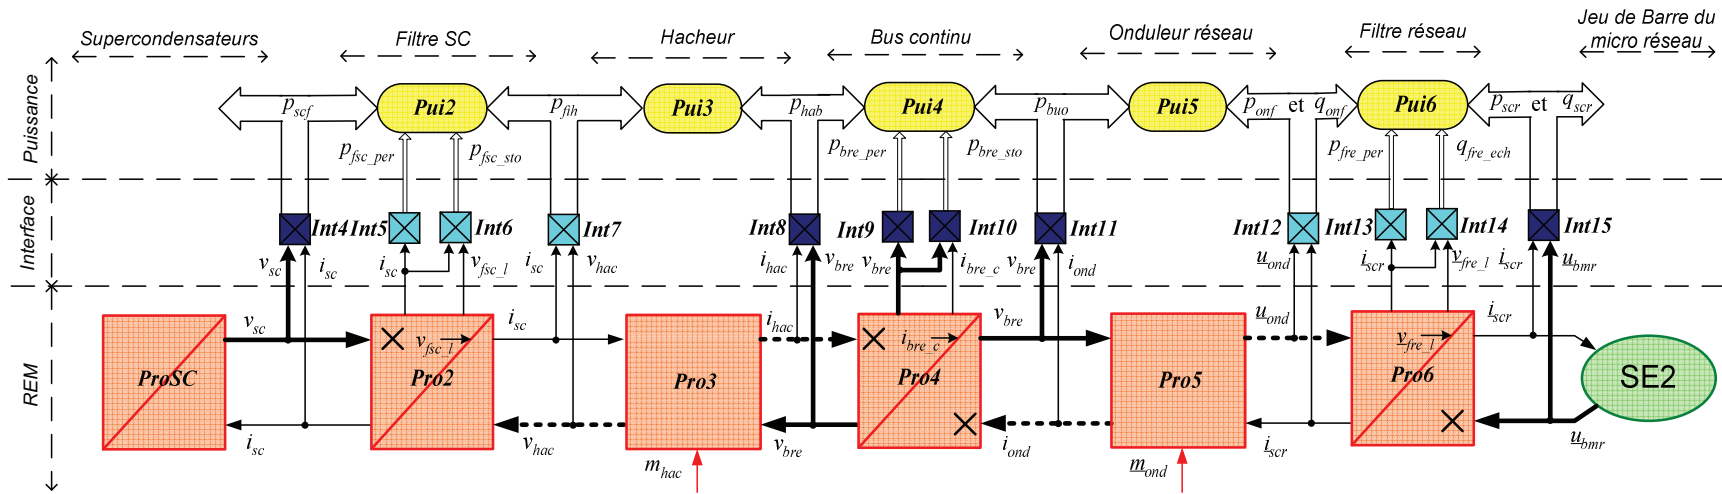 Supercondensateurs
Filtre SC
Hacheur
Bus continu
Onduleur réseau
Filtre réseau
Jeu de Barre du
micro réseau
Puissance
p_scf
Pui2
p_fih
Pui3
p_hab
Pui4
p_buo
Pui5
p_onf et q_onf
Pui6
p_scr et q_scr
p_fsc_per
p_fsc_sto
p_bre_per
p_bre_sto
p_fre_per
q_fre_ech
Interface
Int4
Int5
Int6
Int7
Int8
Int9
Int10
Int11
Int12
Int13
Int14
Int15
v_sc
i_sc
i_sc
v_fsc_l
i_sc
v_hac
i_hac
v_bre
v_bre
i_bre_c
v_bre
i_ond
u_ond
i_scr
v_fre_l
i_scr
u_bmr
REM
v_sc
v_fsc_l
i_sc
i_hac
i_bre_c
v_bre
u_ond
v_fre_l
i_scr
ProSC
Pro2
Pro3
Pro4
Pro5
Pro6
SE2
i_sc
v_hac
v_bre
i_ond
i_scr
u_bmr
m_hac
m_ond